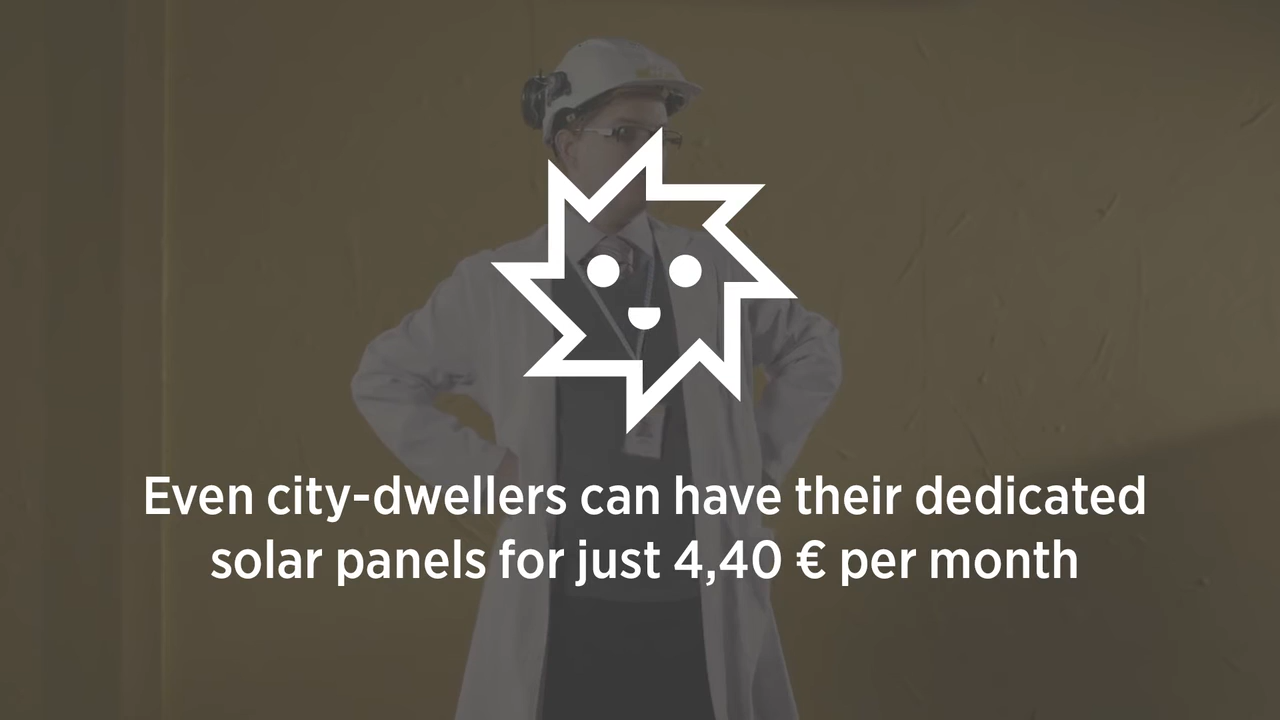 Even city-dwellers can have their dedicated
solar panels for just 4,40 € per month